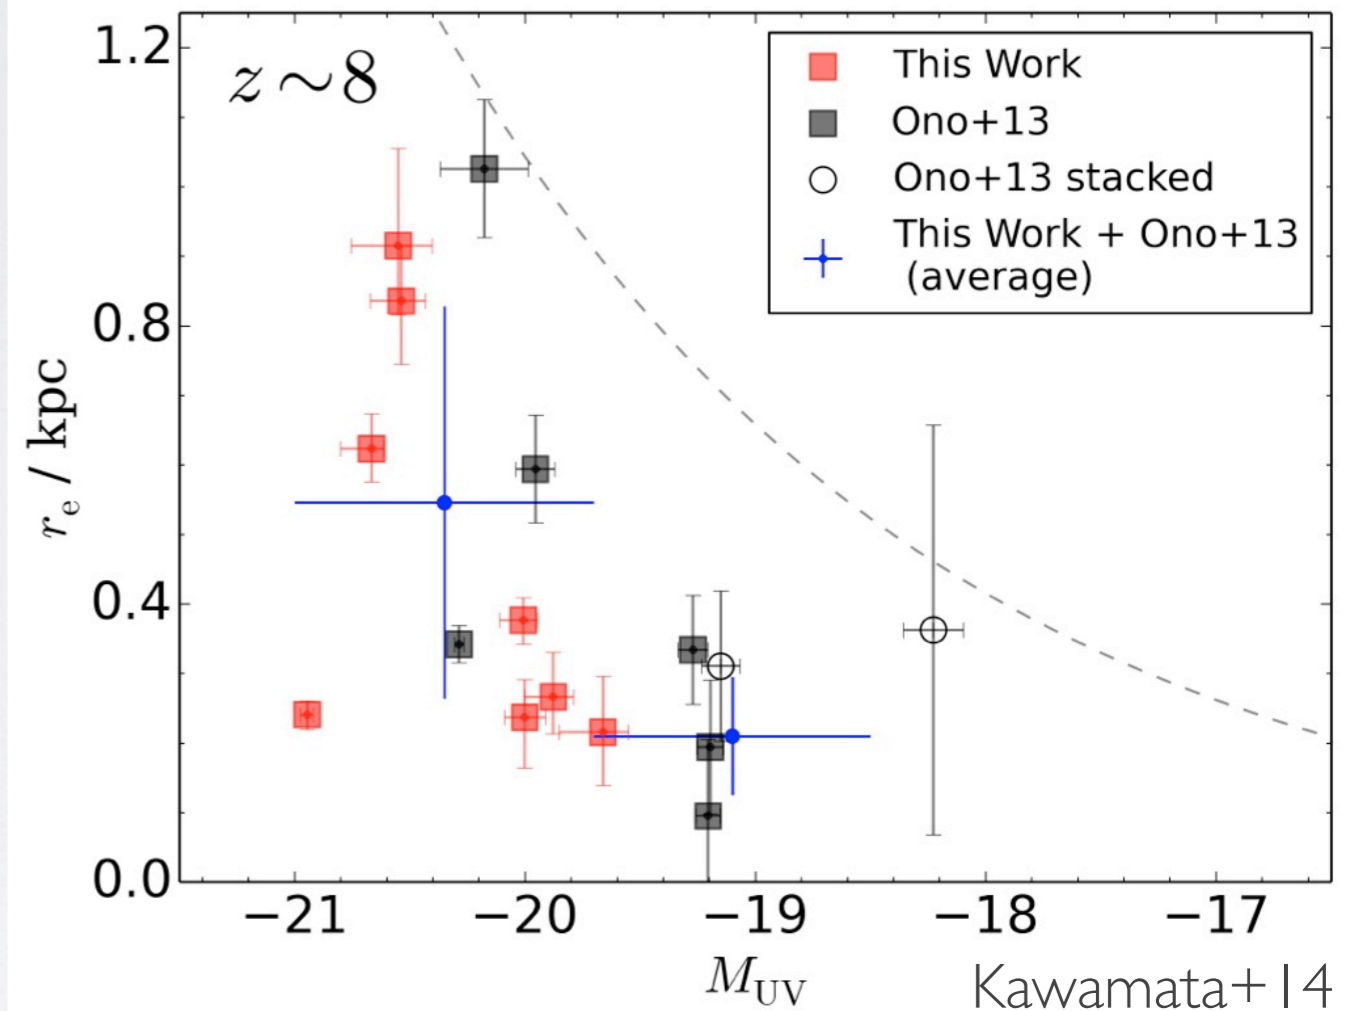 z ~ 8
This Work
Ono+13
Ono+13 stacked
This Work + Ono+13
(average)
1.2
0.8
0.4
0.0
r_e / kpc
−21 −20 −19 −18 −17
M_UV
Kawamata+14